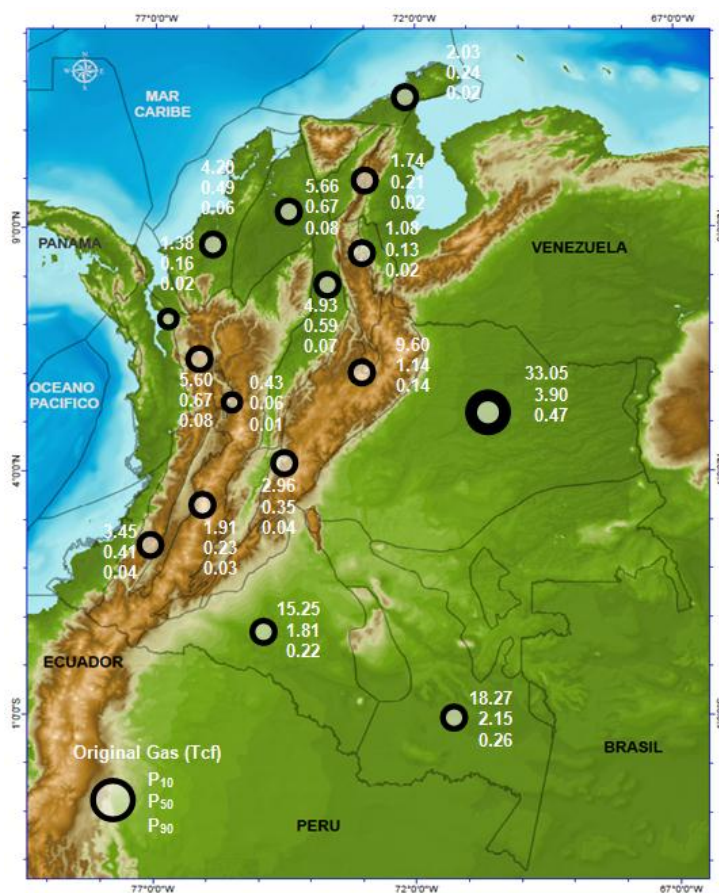 77°0'0"W 72°0'0"W 67°0'0"W
MAR
CARIBE
2.03
0.24
0.02
4.20
0.49
0.06
5.66
0.67
0.08
1.74
0.21
0.02
9°0'0"N
PANAMA
1.38
0.16
0.02
1.08
0.13
0.02
VENEZUELA
4.93
0.59
0.07
OCEANO
PACIFICO
5.60
0.67
0.08
0.43
0.06
0.01
9.60
1.14
0.14
33.05
3.90
0.47
4°0'0"N
2.96
0.35
0.04
3.45
0.41
0.04
1.91
0.23
0.03
15.25
1.81
0.22
ECUADOR
18.27
2.15
0.26
1°0'0"S
BRASIL
Original Gas (Tcf)
P10
P50
P90
PERU
77°0'0"W 72°0'0"W 67°0'0"W